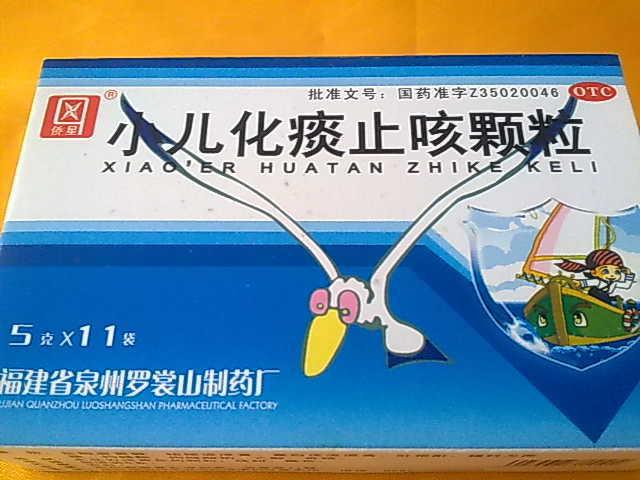 批准文号：国药准字Z35020046 OTC
侨星 ®
小儿化痰止咳颗粒
XIAO'ER HUATAN ZHIKE KELI
5克X11袋
福建省泉州罗裳山制药厂
FUJIAN QUANZHOU LUOSHANGSHAN PHARMACEUTICAL FACTORY